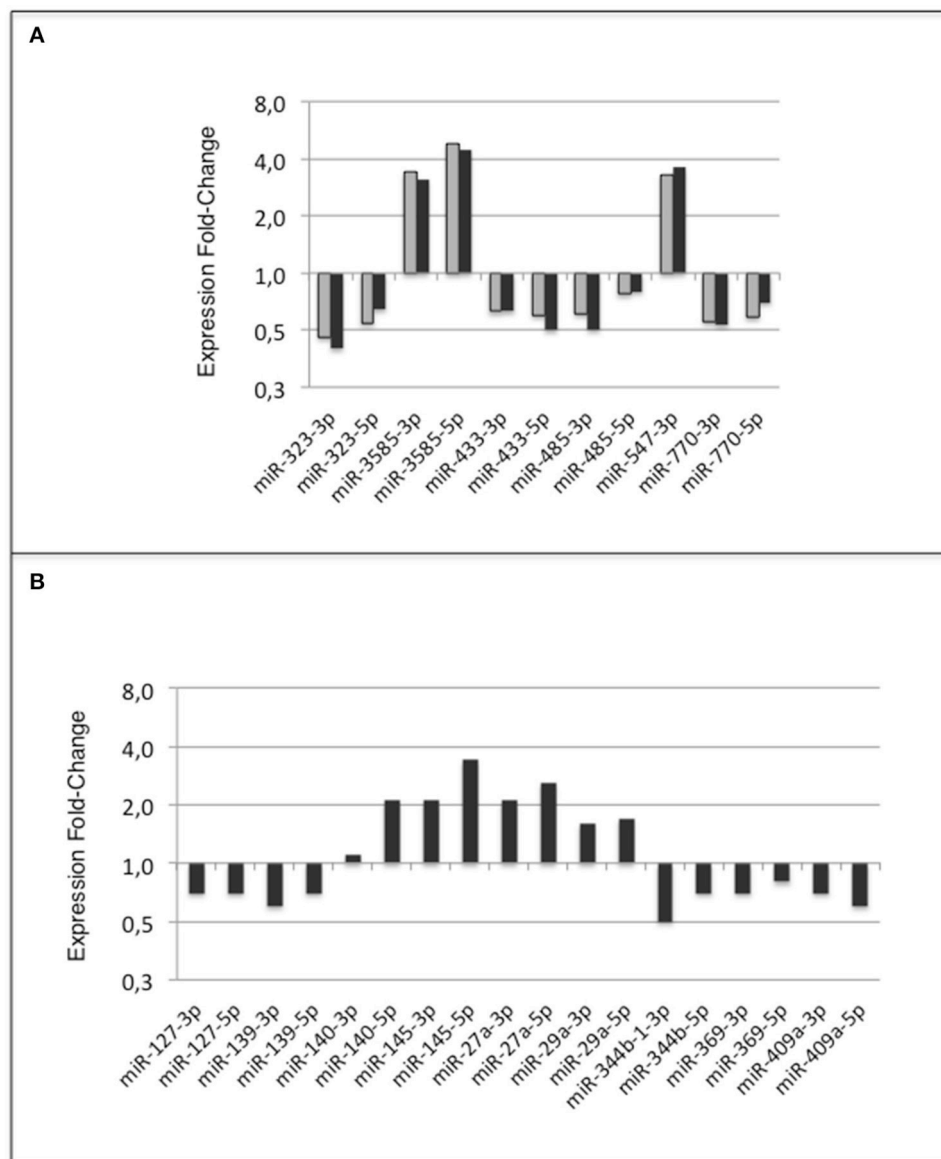 A
Expression Fold-Change
8,0
4,0
2,0
1,0
0,5
0,3
miR-323-3p
miR-323-5p
miR-3585-3p
miR-3585-5p
miR-433-3p
miR-433-5p
miR-485-3p
miR-485-5p
miR-547-3p
miR-770-3p
miR-770-5p
B
Expression Fold-Change
8,0
4,0
2,0
1,0
0,5
0,3
miR-127-3p
miR-127-5p
miR-139-3p
miR-139-5p
miR-140-3p
miR-140-5p
miR-145-3p
miR-145-5p
miR-27a-3p
miR-27a-5p
miR-29a-3p
miR-29a-5p
miR-344b-1-3p
miR-344b-5p
miR-369-3p
miR-369-5p
miR-409a-3p
miR-409a-5p